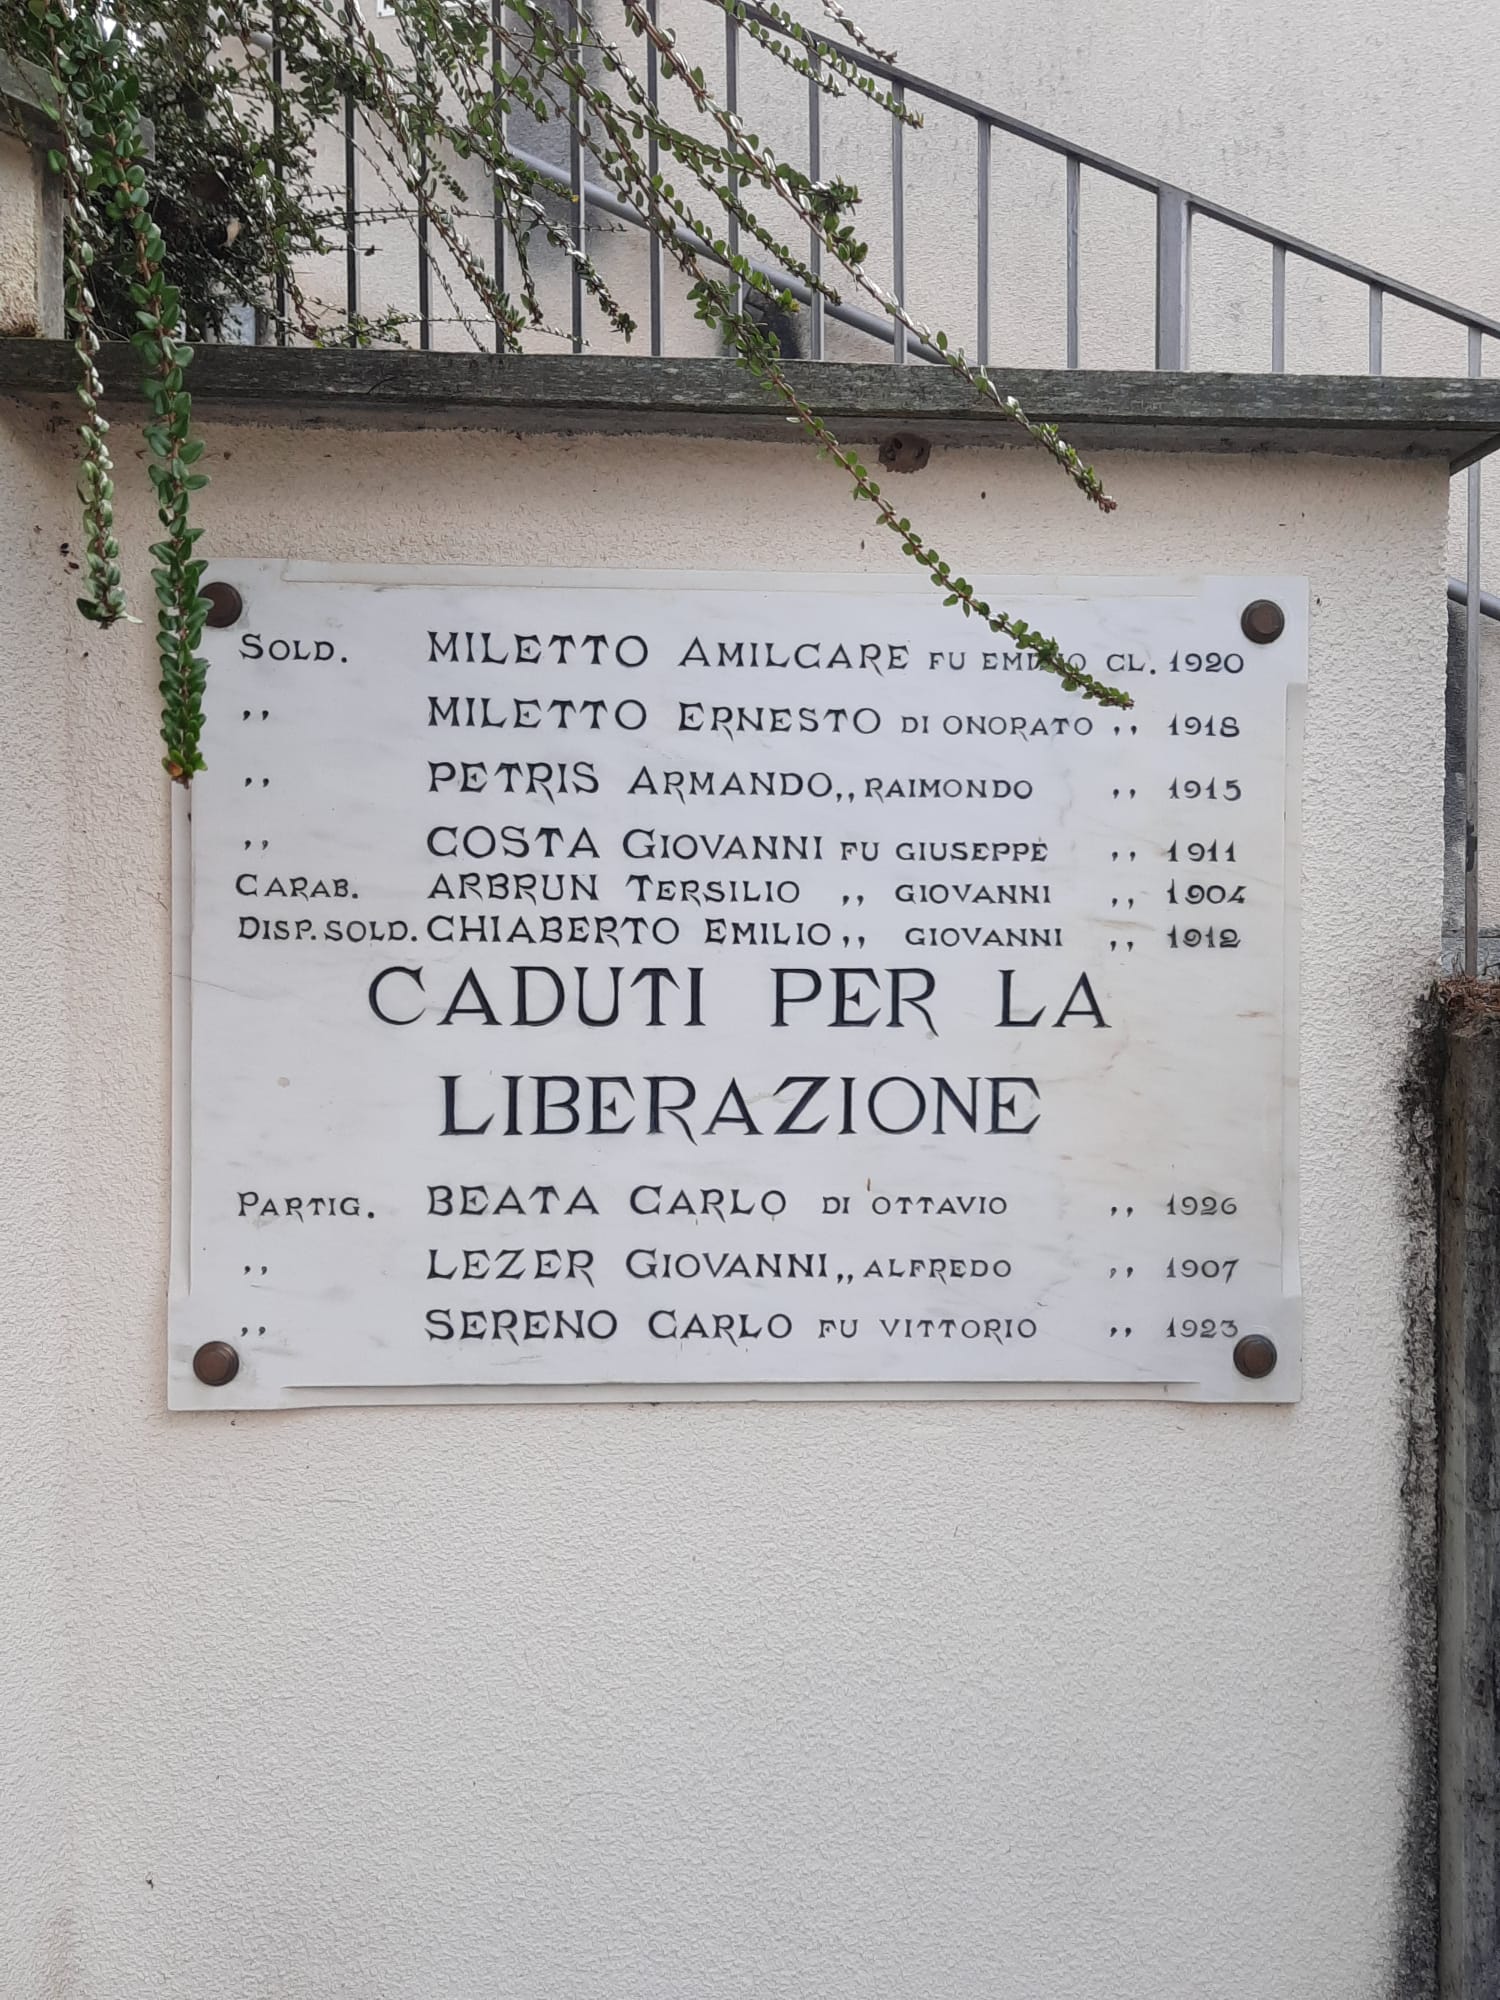 SOLD. MILETTO AMILCARE FU EMILIO CL. 1920
,, MILETTO ERNESTO DI ONORATO ,, 1918
,, PETRIS ARMANDO ,, RAIMONDO ,, 1915
,, COSTA GIOVANNI FU GIUSEPPE ,, 1911
CARAB. ARBRUN TERSILIO ,, GIOVANNI ,, 1904
DISP. SOLD. CHIABERTO EMILIO ,, GIOVANNI ,, 1912
CADUTI PER LA
LIBERAZIONE
PARTIG. BEATA CARLO DI OTTAVIO ,, 1926
,, LEZER GIOVANNI ,, ALFREDO ,, 1907
,, SERENO CARLO FU VITTORIO ,, 1923